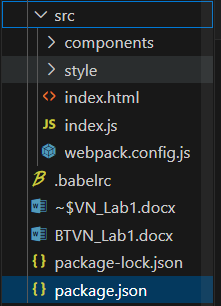 src
components
style
index.html
index.js
webpack.config.js
.babelrc
~$VN_Lab1.docx
BTVN_Lab1.docx
package-lock.json
package.json